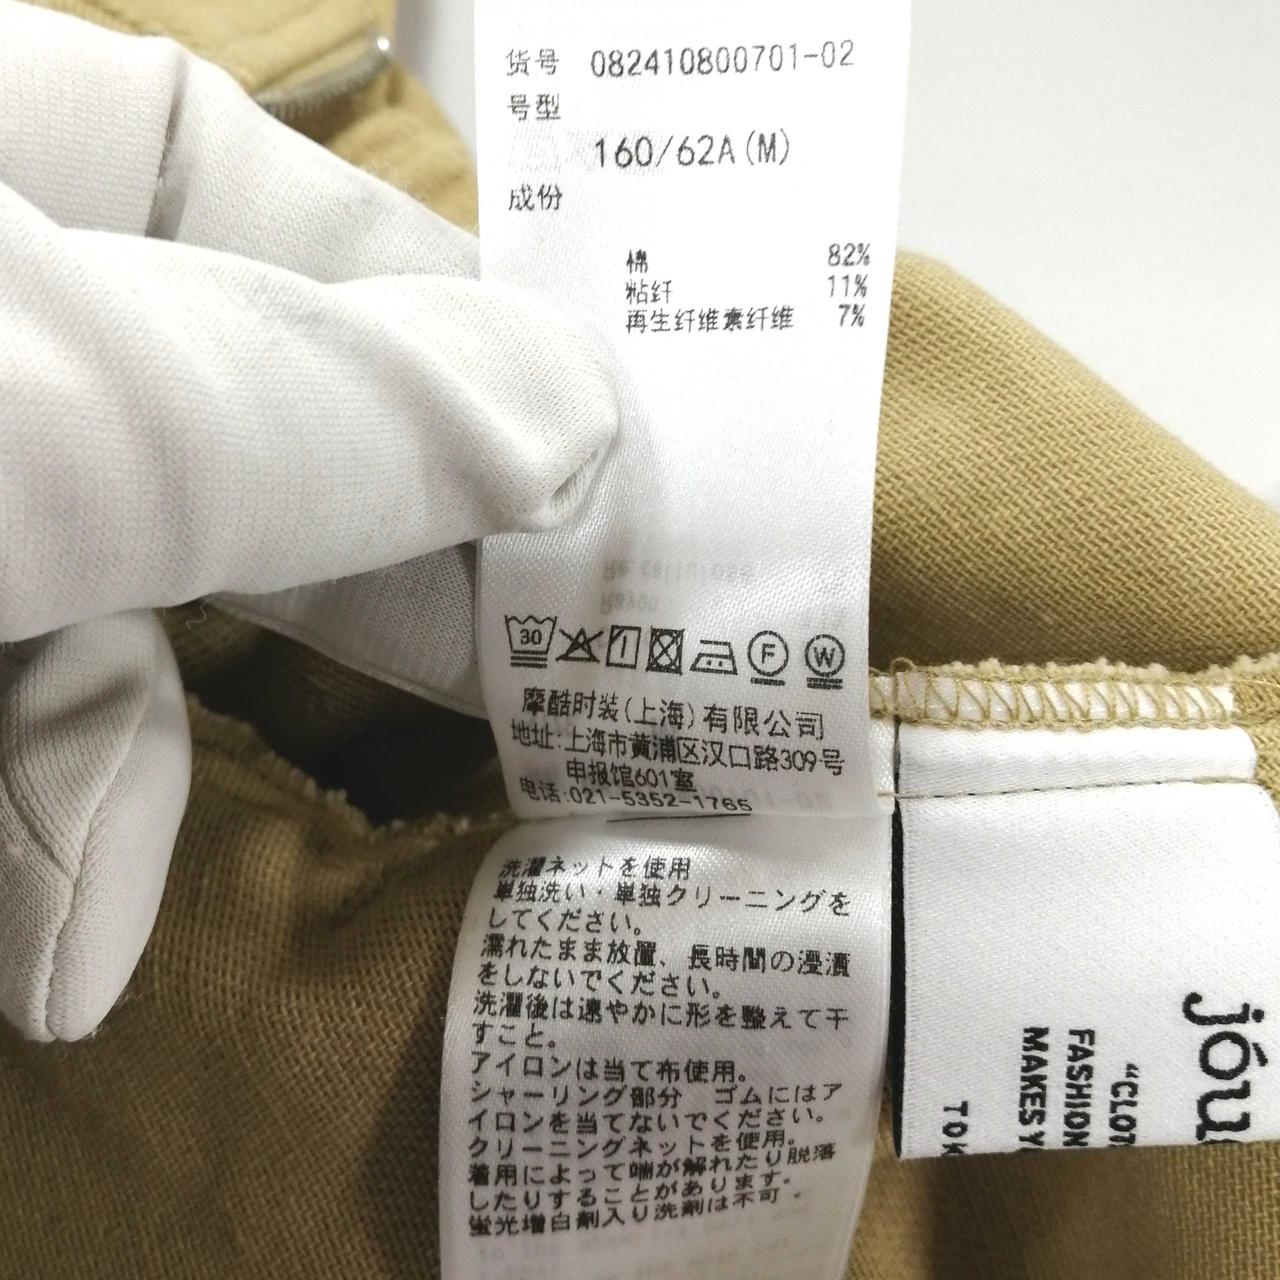 货号 082410800701-02
号型
160/62A(M)
成份
棉 82%
粘纤 11%
再生纤维素纤维 7%
30
F
W
摩酷时装(上海)有限公司
地址:上海市黄浦区汉口路309号
申报馆601室
电话:021-5352-1765
洗濯ネットを使用
単独洗い・単独クリーニングを
してください。
濡れたまま放置、長時間の浸漬
をしないでください。
洗濯後は速やかに形を整えて干
すこと。
アイロンは当て布使用。
シャーリング部分 ゴムにはア
イロンを当てないでください。
クリーニングネットを使用。
着用によって端が解れたり脱落
したりすることがあります。
蛍光増白剤入り洗剤は不可。
jóu
"CLOT
FASHION
MAKES Y
TOK